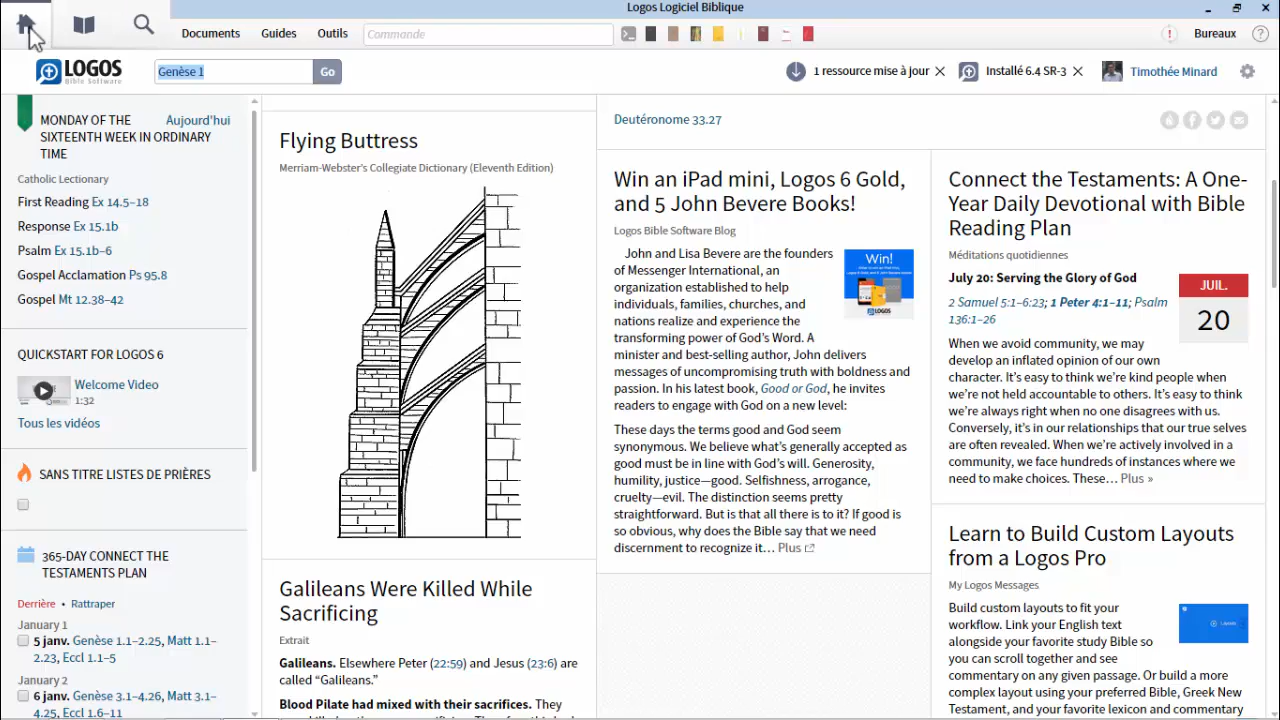 Logos Logiciel Biblique
Documents Guides Outils Commande Bureaux
LOGOS
Bible Software
Genèse 1 Go
1 ressource mise à jour Installé 6.4 SR-3 Timothée Minard
MONDAY OF THE SIXTEENTH WEEK IN ORDINARY TIME Aujourd'hui
Catholic Lectionary
First Reading Ex 14.5–18
Response Ex 15.1b
Psalm Ex 15.1b–6
Gospel Acclamation Ps 95.8
Gospel Mt 12.38–42
QUICKSTART FOR LOGOS 6
Welcome Video
1:32
Tous les vidéos
SANS TITRE LISTES DE PRIÈRES
365-DAY CONNECT THE
TESTAMENTS PLAN
Derrière • Rattraper
January 1
5 janv. Genèse 1.1–2.25, Matt 1.1–
2.23, Eccl 1.1–5
January 2
6 janv. Genèse 3.1–4.26, Matt 3.1–
4.25, Eccl 1.6–11
Flying Buttress
Merriam-Webster's Collegiate Dictionary (Eleventh Edition)
Galileans Were Killed While
Sacrificing
Extrait
Galileans. Elsewhere Peter (22:59) and Jesus (23:6) are
called “Galileans.”
Blood Pilate had mixed with their sacrifices. They
Deutéronome 33.27
Win an iPad mini, Logos 6 Gold,
and 5 John Bevere Books!
Logos Bible Software Blog
John and Lisa Bevere are the founders
of Messenger International, an
organization established to help
individuals, families, churches, and
nations realize and experience the
transforming power of God’s Word. A
minister and best-selling author, John delivers
messages of uncompromising truth with boldness and
passion. In his latest book, Good or God, he invites
readers to engage with God on a new level:
These days the terms good and God seem
synonymous. We believe what’s generally accepted as
good must be in line with God’s will. Generosity,
humility, justice—good. Selfishness, arrogance,
cruelty—evil. The distinction seems pretty
straightforward. But is that all there is to it? If good is
so obvious, why does the Bible say that we need
discernment to recognize it… Plus
Win!
Connect the Testaments: A One-
Year Daily Devotional with Bible
Reading Plan
Méditations quotidiennes
July 20: Serving the Glory of God
2 Samuel 5:1–6:23; 1 Peter 4:1–11; Psalm
136:1–26
JUIL.
20
When we avoid community, we may
develop an inflated opinion of our own
character. It’s easy to think we’re kind people when
we’re not held accountable to others. It’s easy to think
we’re always right when no one disagrees with us.
Conversely, it’s in our relationships that our true selves
are often revealed. When we’re actively involved in a
community, we face hundreds of instances where we
need to make choices. These… Plus »
Learn to Build Custom Layouts
from a Logos Pro
My Logos Messages
Build custom layouts to fit your
workflow. Link your English text
alongside your favorite study Bible so
you can scroll together and see
commentary on any given passage. Or build a more
complex layout using your preferred Bible, Greek New
Testament, and your favorite lexicon and commentary